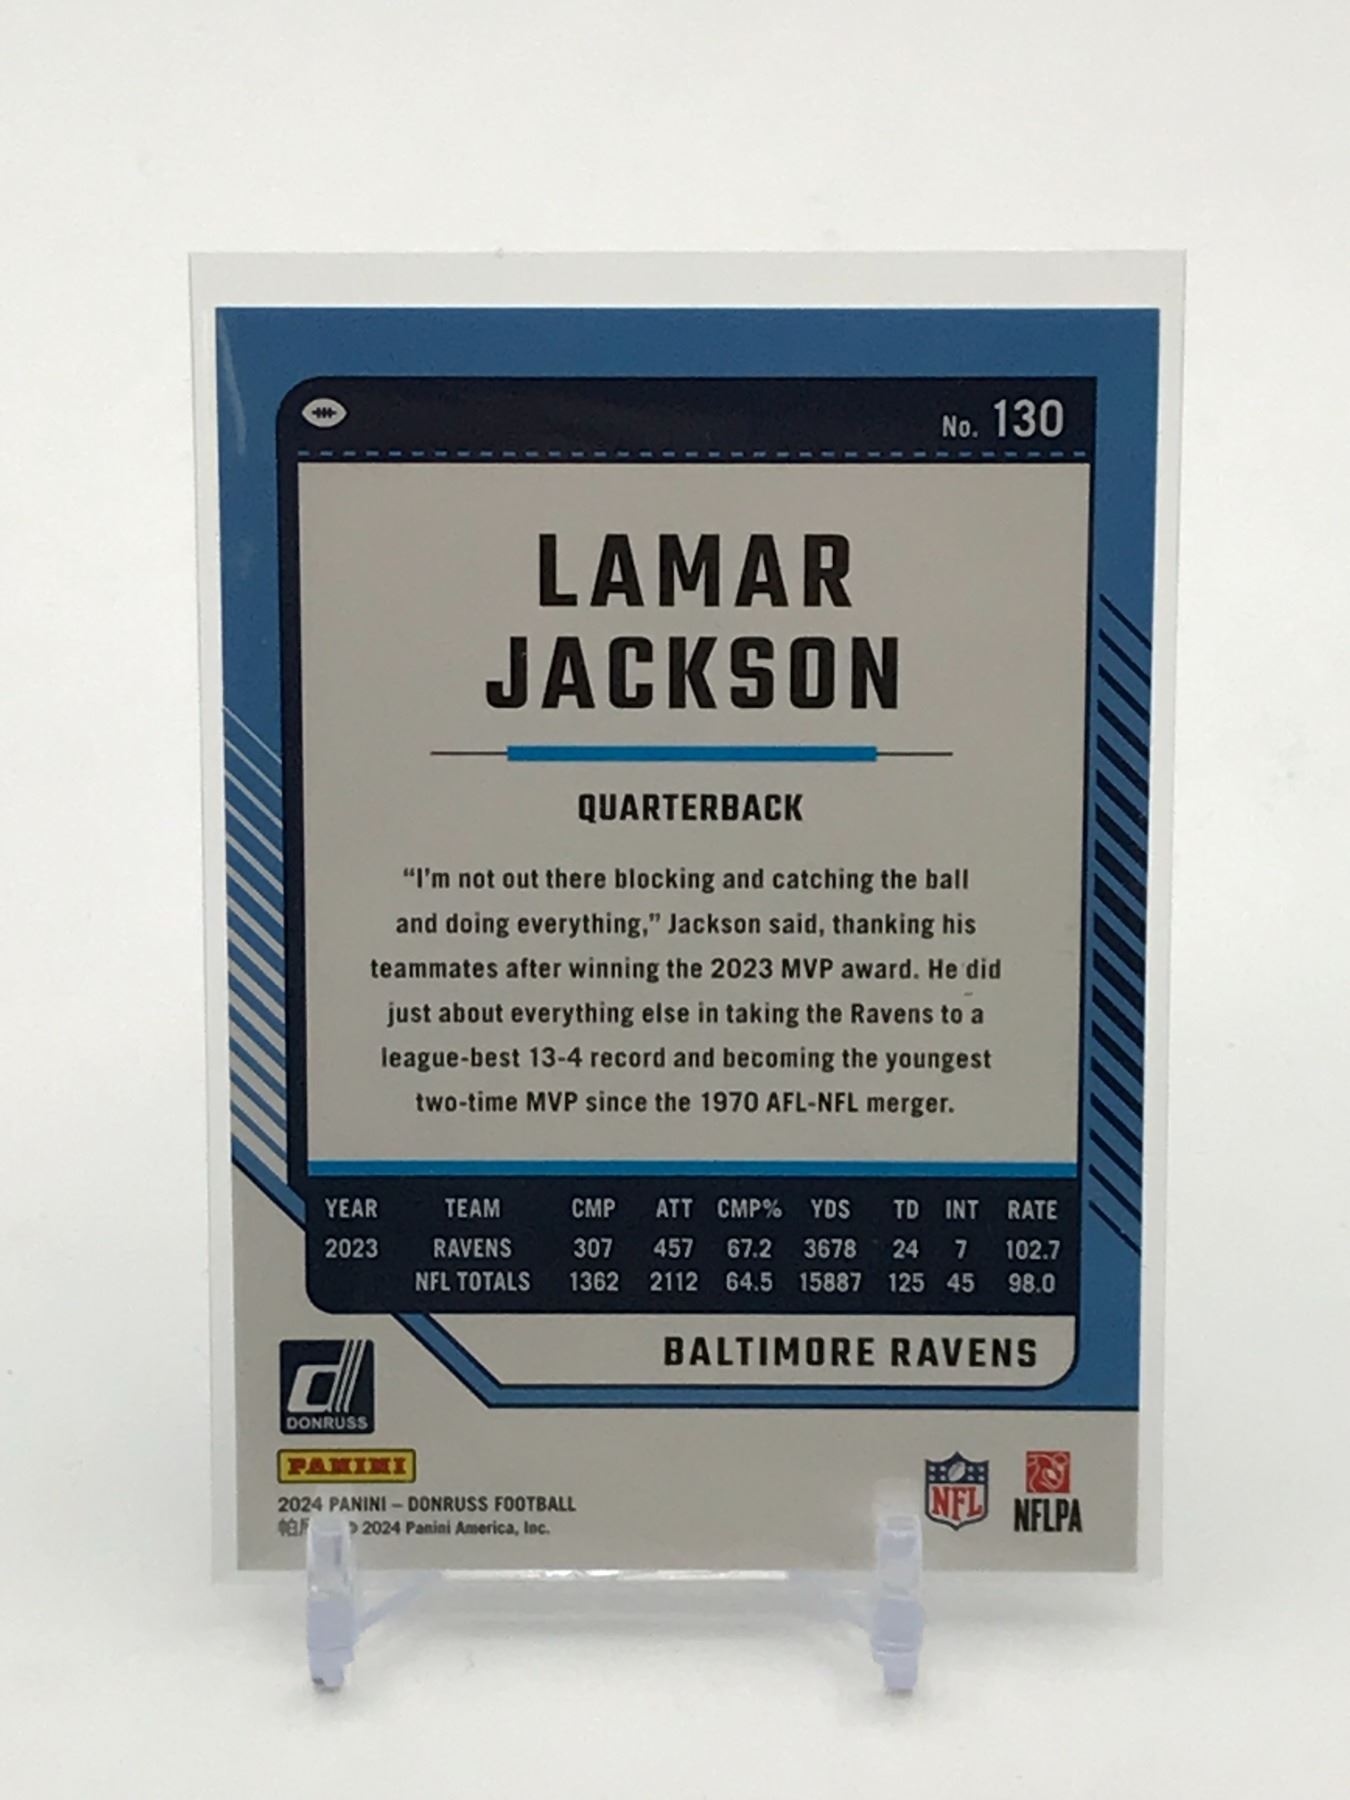 No. 130
LAMAR
JACKSON
QUARTERBACK
“I’m not out there blocking and catching the ball
and doing everything,” Jackson said, thanking his
teammates after winning the 2023 MVP award. He did
just about everything else in taking the Ravens to a
league-best 13-4 record and becoming the youngest
two-time MVP since the 1970 AFL-NFL merger.
YEAR TEAM CMP ATT CMP% YDS TD INT RATE
2023 RAVENS 307 457 67.2 3678 24 7 102.7
NFL TOTALS 1362 2112 64.5 15887 125 45 98.0
BALTIMORE RAVENS
d
DONRUSS
PANINI
2024 PANINI – DONRUSS FOOTBALL
帕 © 2024 Panini America, Inc.
NFL
NFLPA